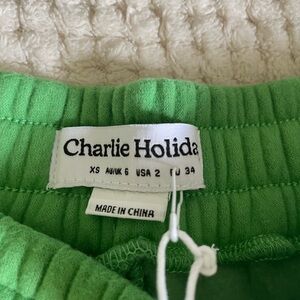 Charlie Holida
XS AU/UK 6 USA 2 EU 34
MADE IN CHINA